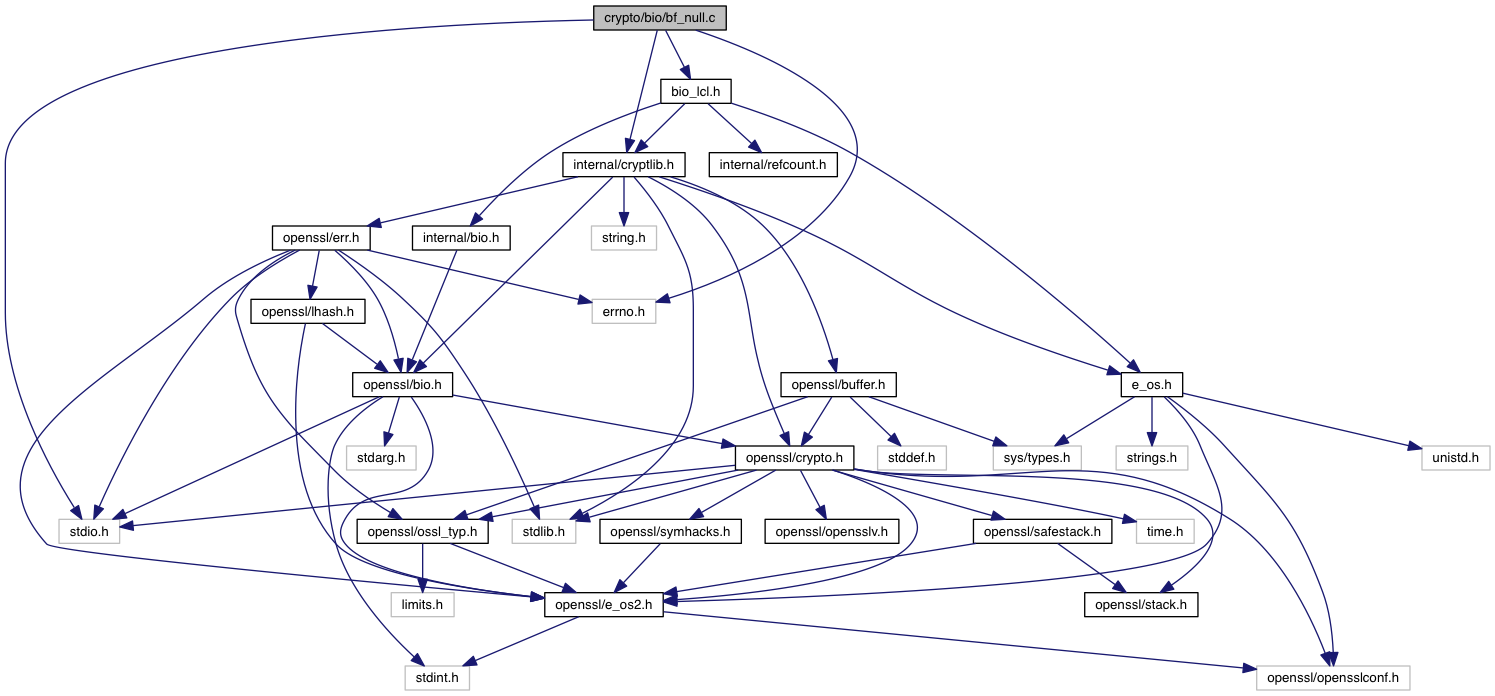 crypto/bio/bf_null.c
bio_lcl.h
internal/cryptlib.h
internal/refcount.h
openssl/err.h
internal/bio.h
string.h
openssl/lhash.h
errno.h
openssl/bio.h
openssl/buffer.h
e_os.h
stdarg.h
openssl/crypto.h
stddef.h
sys/types.h
strings.h
unistd.h
stdio.h
openssl/ossl_typ.h
stdlib.h
openssl/symhacks.h
openssl/opensslv.h
openssl/safestack.h
time.h
limits.h
openssl/e_os2.h
openssl/stack.h
stdint.h
openssl/opensslconf.h